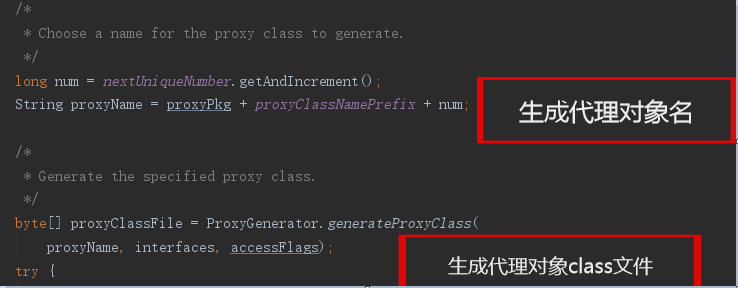 /*
 * Choose a name for the proxy class to generate.
 */
long num = nextUniqueNumber.getAndIncrement();
String proxyName = proxyPkg + proxyClassNamePrefix + num;
生成代理对象名
/*
 * Generate the specified proxy class.
 */
byte[] proxyClassFile = ProxyGenerator.generateProxyClass(
    proxyName, interfaces, accessFlags);
生成代理对象class文件
try {